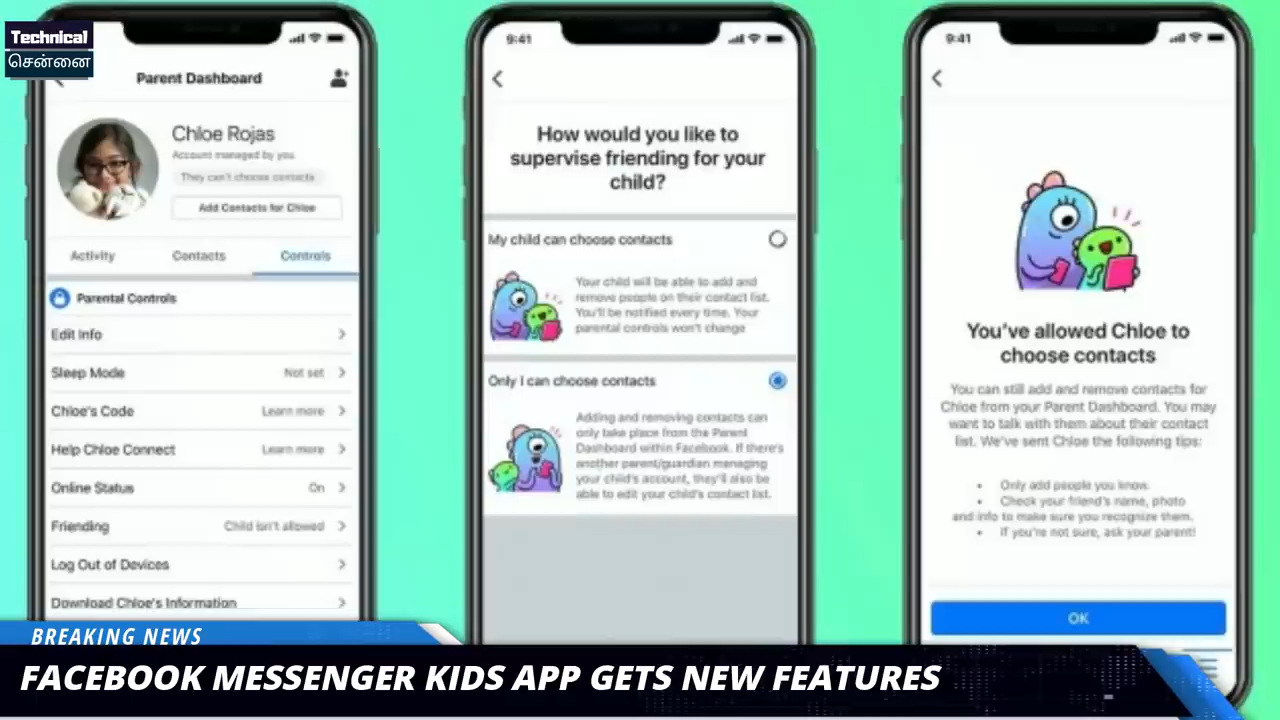 Technical
சென்னை
Parent Dashboard
Chloe Rojas
Account managed by you
They can't choose contacts
Add Contacts for Chloe
Activity Contacts Controls
Parental Controls
Edit Info
Sleep Mode Not set
Chloe's Code Learn more
Help Chloe Connect Learn more
Online Status On
Friending Child isn't allowed
Log Out of Devices
Download Chloe's Information
9:41
How would you like to
supervise friending for your
child?
My child can choose contacts
Your child will be able to add and
remove people on their contact list.
You'll be notified every time. Your
parental controls won't change
Only I can choose contacts
Adding and removing contacts can
only take place from the Parent
Dashboard within Facebook. If there's
another parent/guardian managing
your child's account, they'll also be
able to edit your child's contact list.
9:41
You've allowed Chloe to
choose contacts
You can still add and remove contacts for
Chloe from your Parent Dashboard. You may
want to talk with them about their contact
list. We've sent Chloe the following tips:
• Only add people you know.
• Check your friend's name, photo
and info to make sure you recognize them.
• If you're not sure, ask your parent!
OK
BREAKING NEWS
FACEBOOK MESSENGER KIDS APP GETS NEW FEATURES